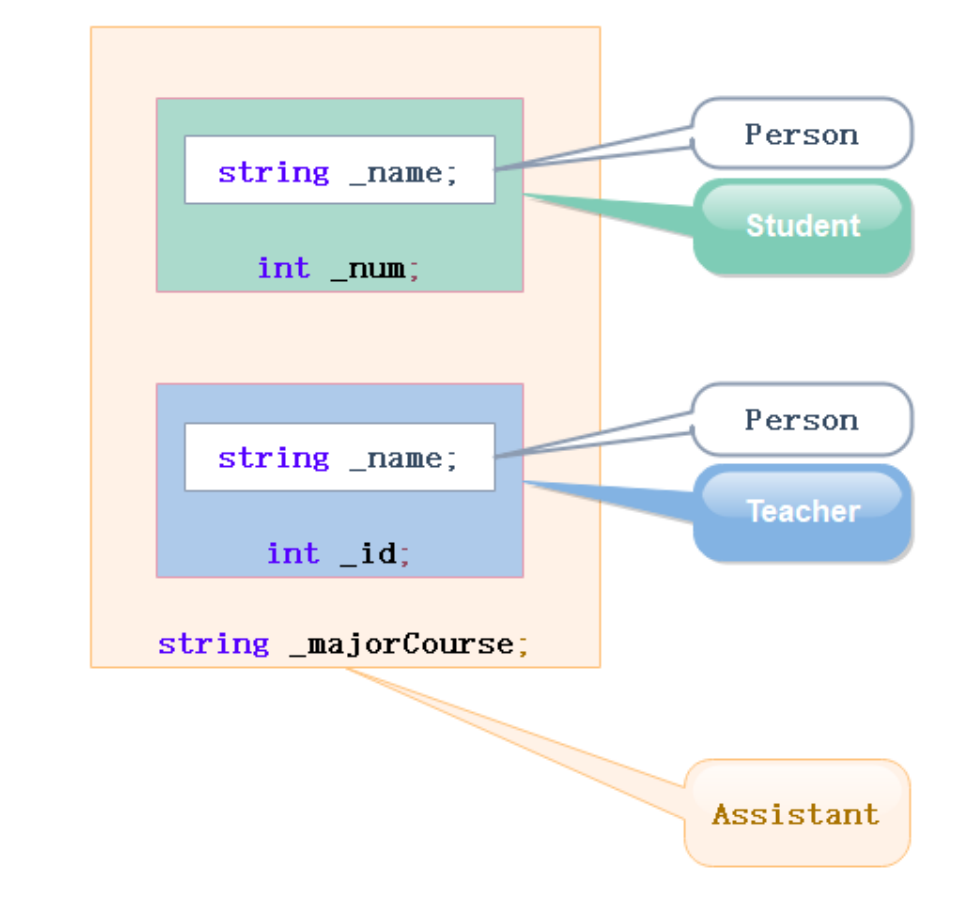 string _name;
Person
Student
int _num;
string _name;
Person
Teacher
int _id;
string _majorCourse;
Assistant